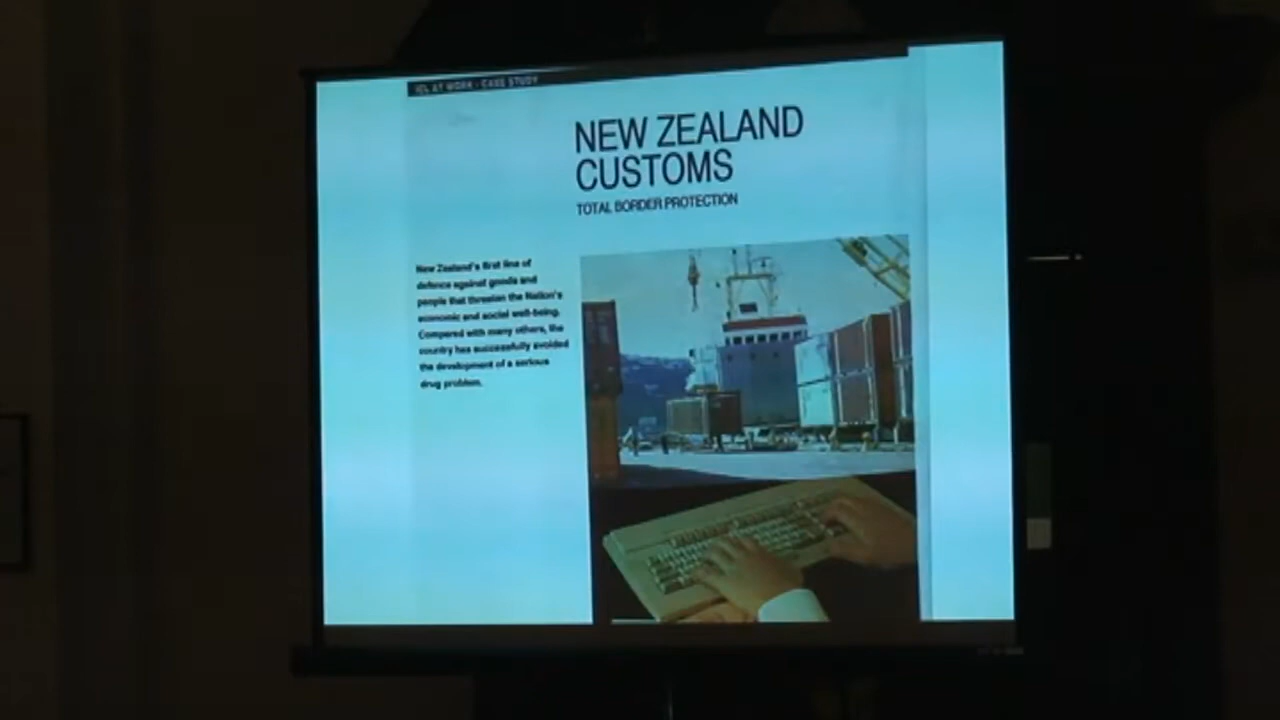 ICL AT WORK - CASE STUDY
NEW ZEALAND
CUSTOMS
TOTAL BORDER PROTECTION
New Zealand's first line of
defence against goods and
people that threaten the Nation's
economic and social well-being.
Compared with many others, the
country has successfully avoided
the development of a serious
drug problem.